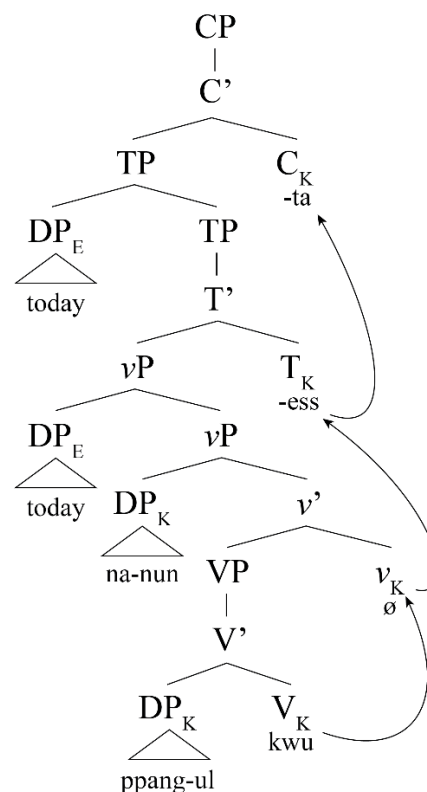 CP
C’
TP C_K
-ta
DP_E TP
today
T’
vP T_K
-ess
DP_E vP
today
DP_K v’
na-nun
VP v_K
ø
V’
DP_K V_K
kwu
ppang-ul